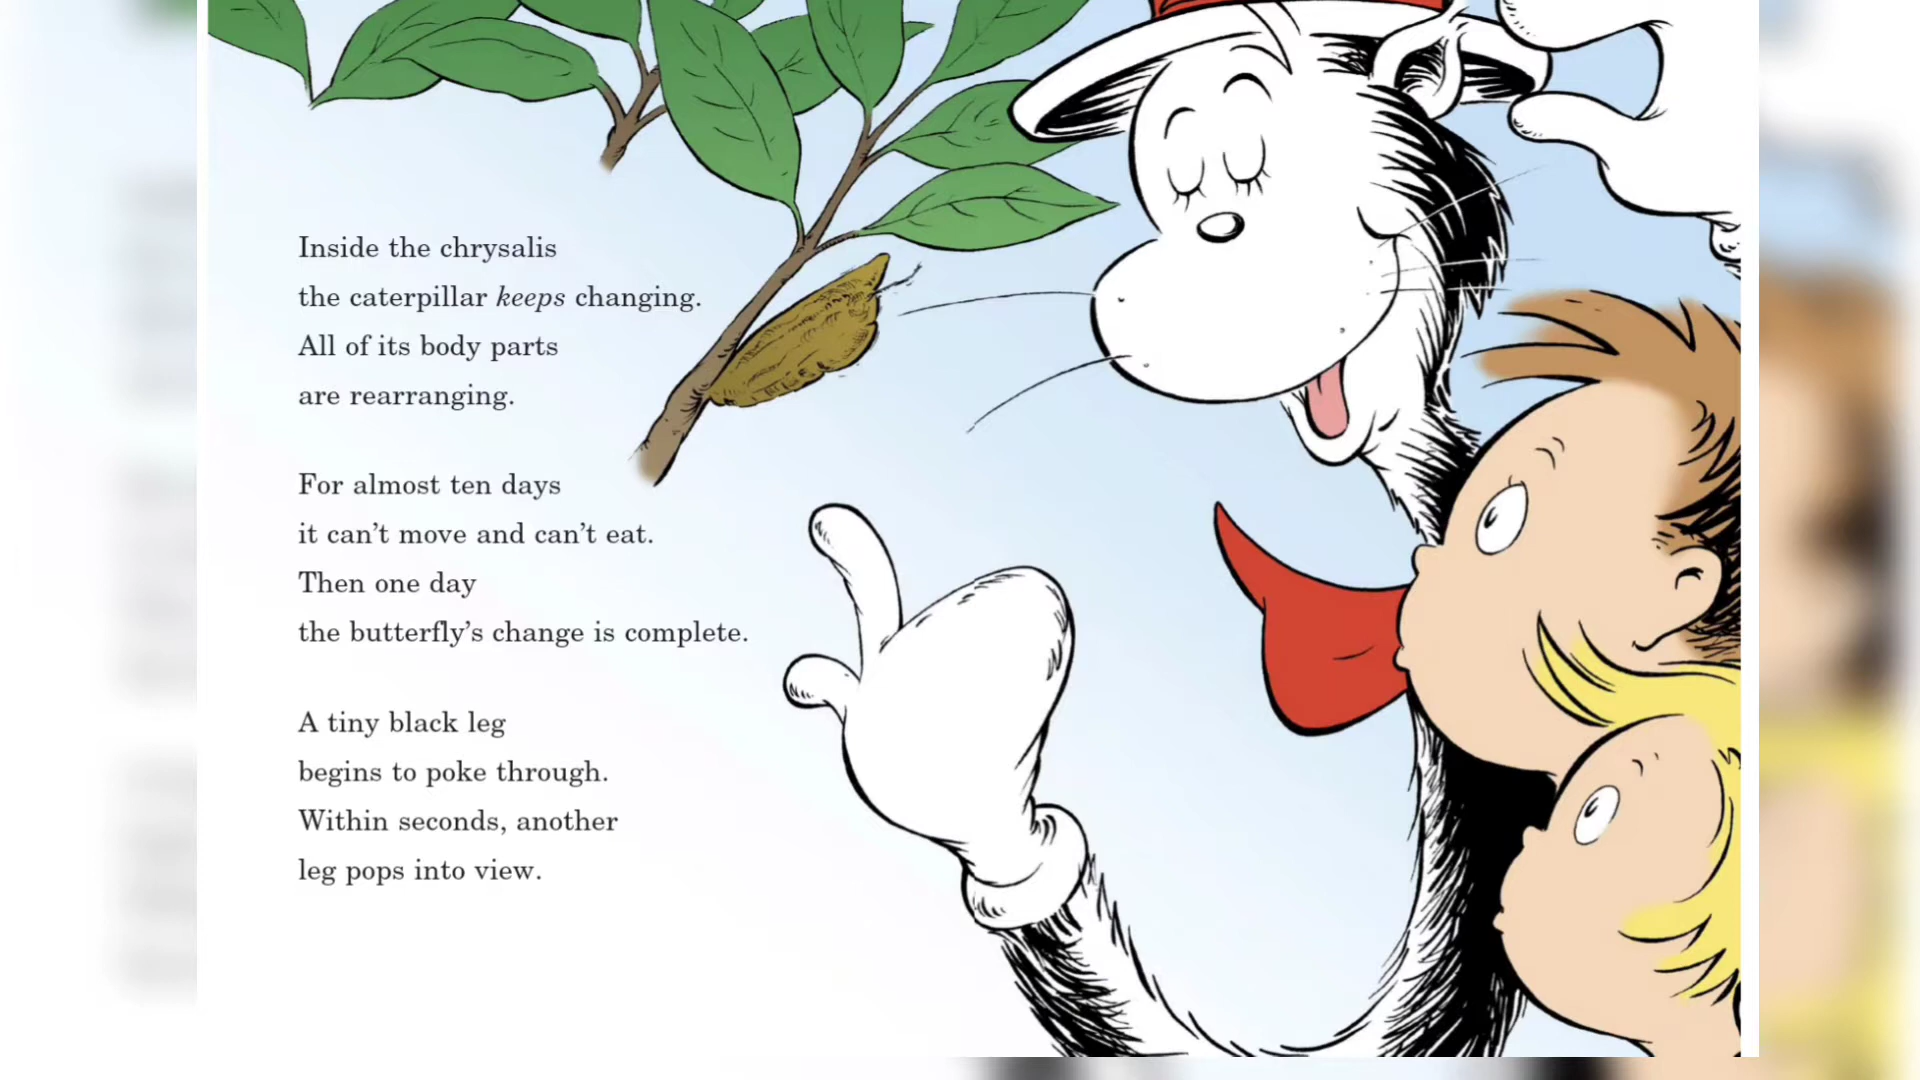 Inside the chrysalis
the caterpillar keeps changing.
All of its body parts
are rearranging.
For almost ten days
it can’t move and can’t eat.
Then one day
the butterfly’s change is complete.
A tiny black leg
begins to poke through.
Within seconds, another
leg pops into view.